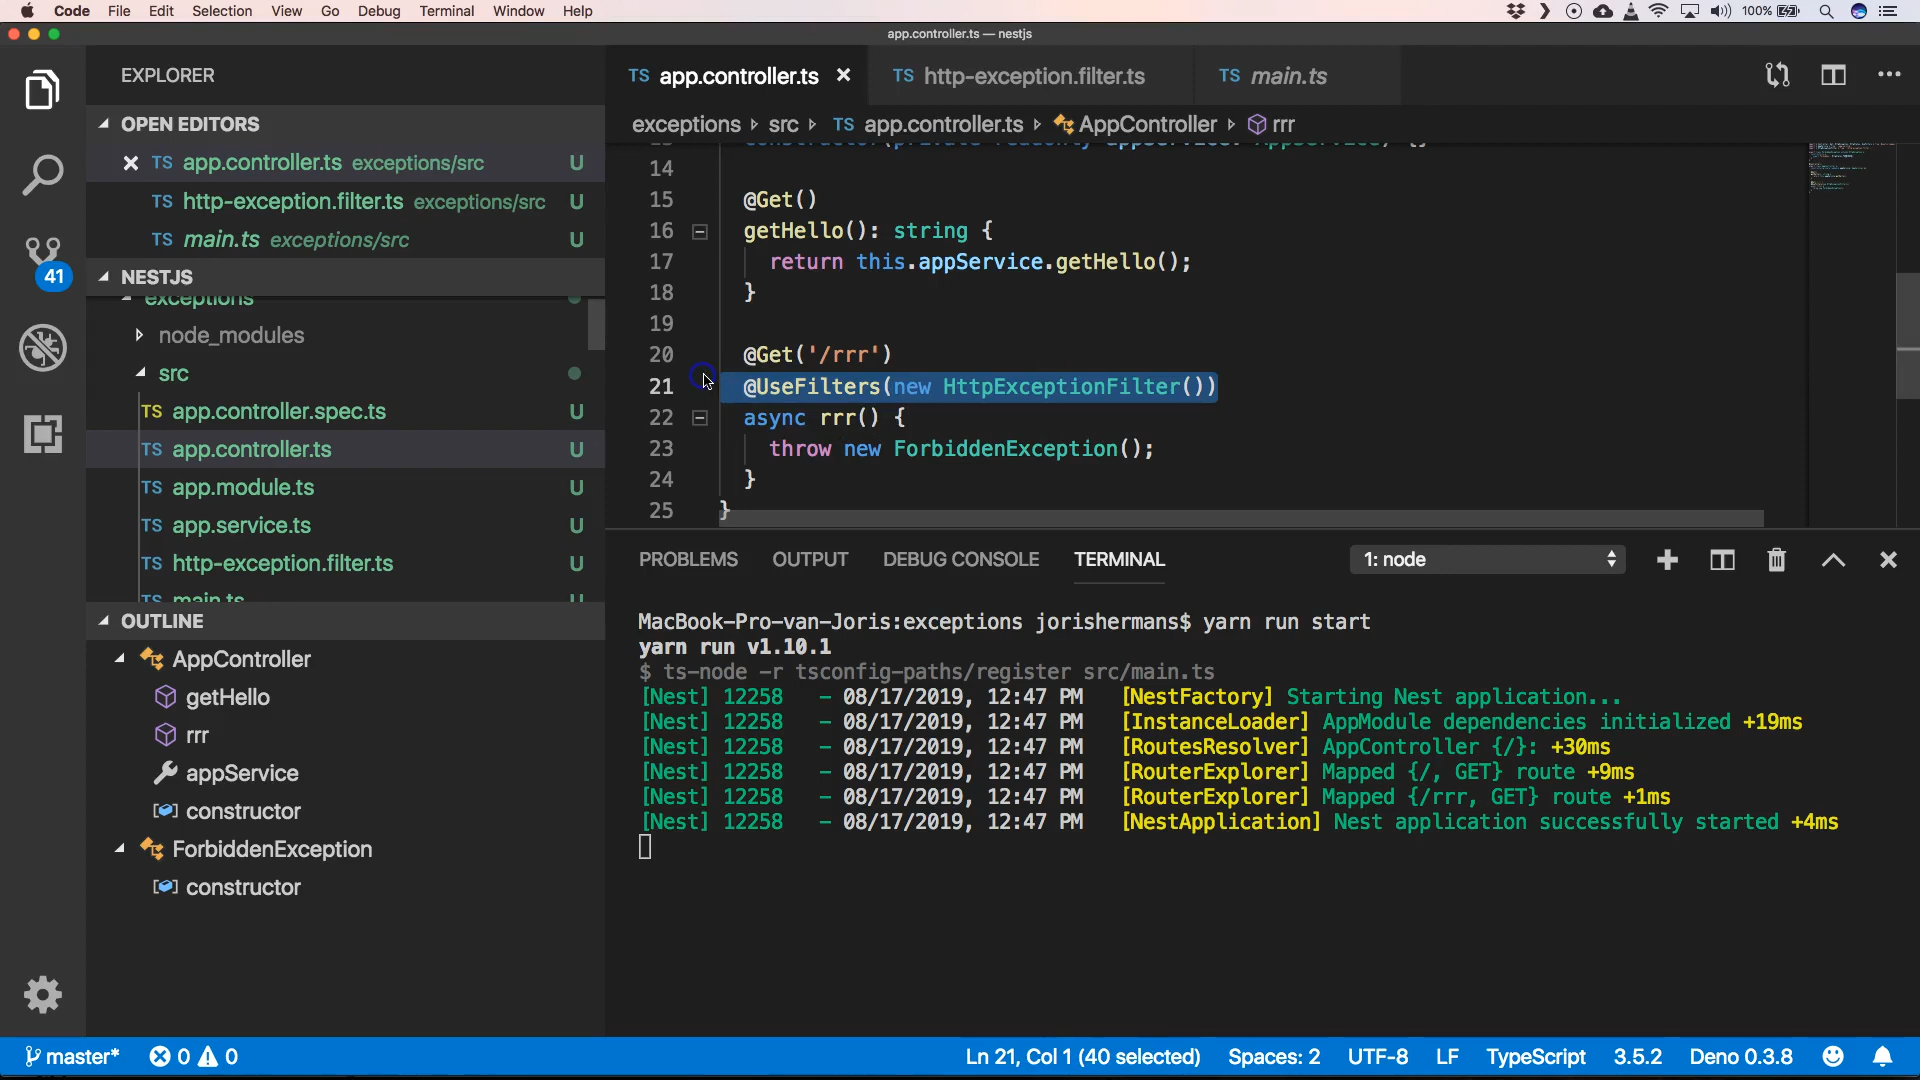 Code File Edit Selection View Go Debug Terminal Window Help 100%
app.controller.ts — nestjs
EXPLORER
OPEN EDITORS
TS app.controller.ts exceptions/src U
TS http-exception.filter.ts exceptions/src U
TS main.ts exceptions/src U
41
NESTJS
exceptions
node_modules
src
TS app.controller.spec.ts U
TS app.controller.ts U
TS app.module.ts U
TS app.service.ts U
TS http-exception.filter.ts U
TS main.ts U
OUTLINE
AppController
getHello
rrr
appService
constructor
ForbiddenException
constructor
TS app.controller.ts TS http-exception.filter.ts TS main.ts
exceptions src TS app.controller.ts AppController rrr
13 constructor(private readonly appService: AppService) {}
14
15 @Get()
16 getHello(): string {
17 return this.appService.getHello();
18 }
19
20 @Get('/rrr')
21 @UseFilters(new HttpExceptionFilter())
22 async rrr() {
23 throw new ForbiddenException();
24 }
25 }
PROBLEMS OUTPUT DEBUG CONSOLE TERMINAL 1: node
MacBook-Pro-van-Joris:exceptions jorishermans$ yarn run start
yarn run v1.10.1
$ ts-node -r tsconfig-paths/register src/main.ts
[Nest] 12258 - 08/17/2019, 12:47 PM [NestFactory] Starting Nest application...
[Nest] 12258 - 08/17/2019, 12:47 PM [InstanceLoader] AppModule dependencies initialized +19ms
[Nest] 12258 - 08/17/2019, 12:47 PM [RoutesResolver] AppController {/}: +30ms
[Nest] 12258 - 08/17/2019, 12:47 PM [RouterExplorer] Mapped {/, GET} route +9ms
[Nest] 12258 - 08/17/2019, 12:47 PM [RouterExplorer] Mapped {/rrr, GET} route +1ms
[Nest] 12258 - 08/17/2019, 12:47 PM [NestApplication] Nest application successfully started +4ms
master* 0 0 Ln 21, Col 1 (40 selected) Spaces: 2 UTF-8 LF TypeScript 3.5.2 Deno 0.3.8